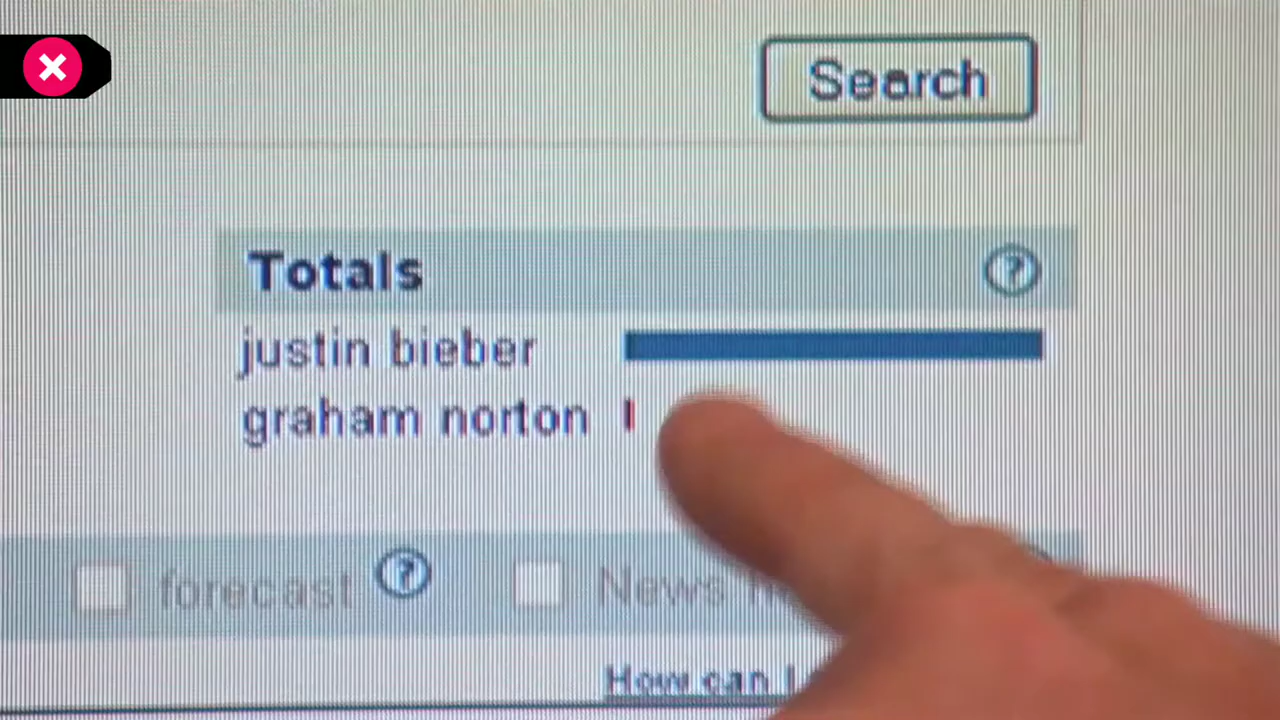 Search
Totals
justin bieber
graham norton
forecast
News
How can I